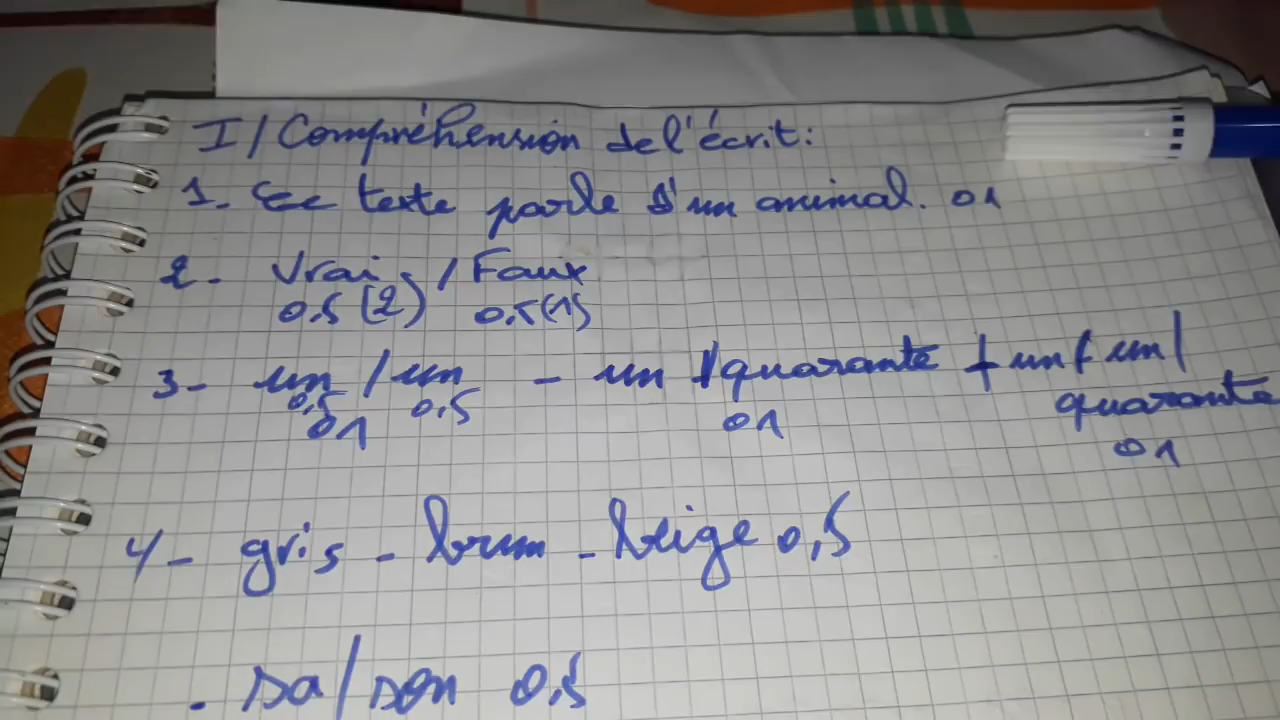 I/ Compréhension de l'écrit:
1. Le texte parle d'un animal. 01
2- Vrai / Faux
0,5 (2) 0,5 (1)
3- un / un - un / quarante + un / un /
0,5 0,5 quarante
01 01 01
4- gris - brun - beige 0,5
. sa/son 0,5